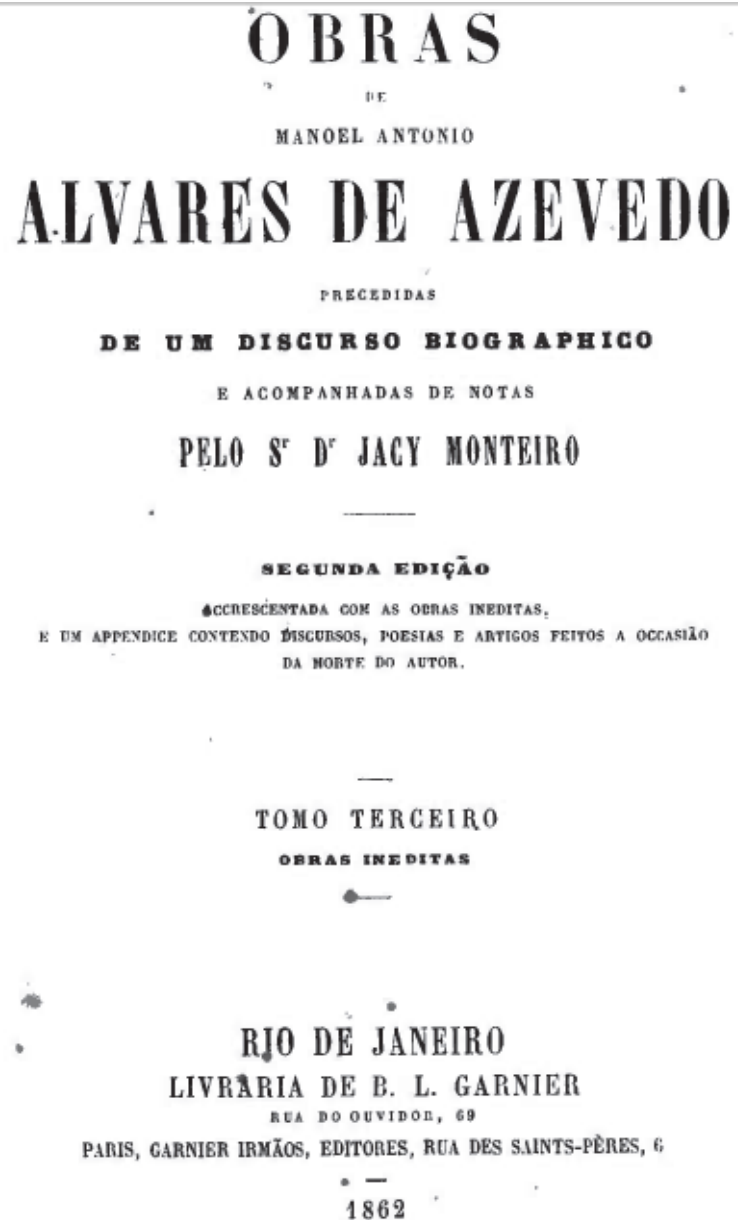 OBRAS
DE
MANOEL ANTONIO
ALVARES DE AZEVEDO
PRECEDIDAS
DE UM DISCURSO BIOGRAPHICO
E ACOMPANHADAS DE NOTAS
PELO Sr Dr JACY MONTEIRO
SEGUNDA EDIÇÃO
ACCRESCENTADA COM AS OBRAS INEDITAS,
E UM APPENDICE CONTENDO DISCURSOS, POESIAS E ARTIGOS FEITOS A OCCASIÃO
DA MORTE DO AUTOR.
TOMO TERCEIRO
OBRAS INEDITAS
RIO DE JANEIRO
LIVRARIA DE B. L. GARNIER
RUA DO OUVIDOR, 69
PARIS, GARNIER IRMÃOS, EDITORES, RUA DES SAINTS-PÈRES, 6
1862